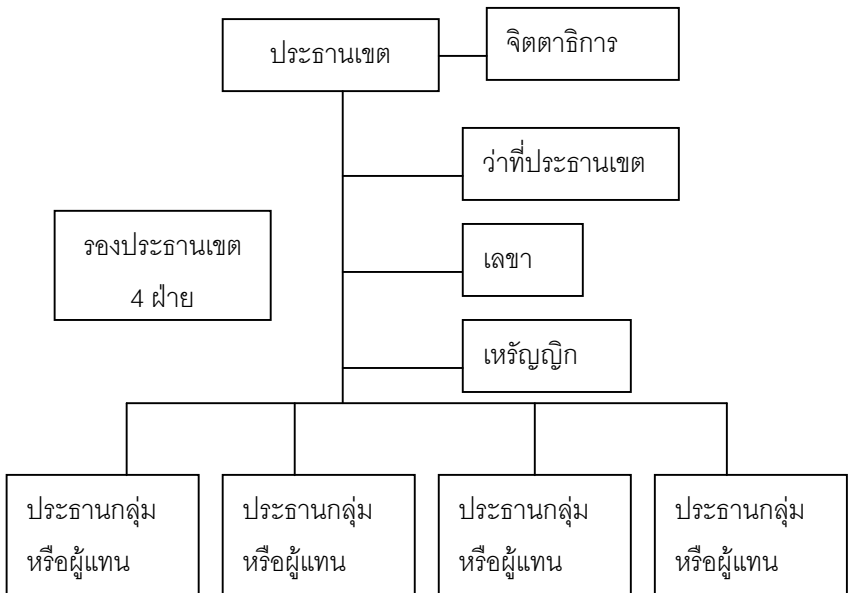 ประธานเขต
จิตตาธิการ
ว่าที่ประธานเขต
รองประธานเขต
4 ฝ่าย
เลขา
เหรัญญิก
ประธานกลุ่ม
หรือผู้แทน
ประธานกลุ่ม
หรือผู้แทน
ประธานกลุ่ม
หรือผู้แทน
ประธานกลุ่ม
หรือผู้แทน